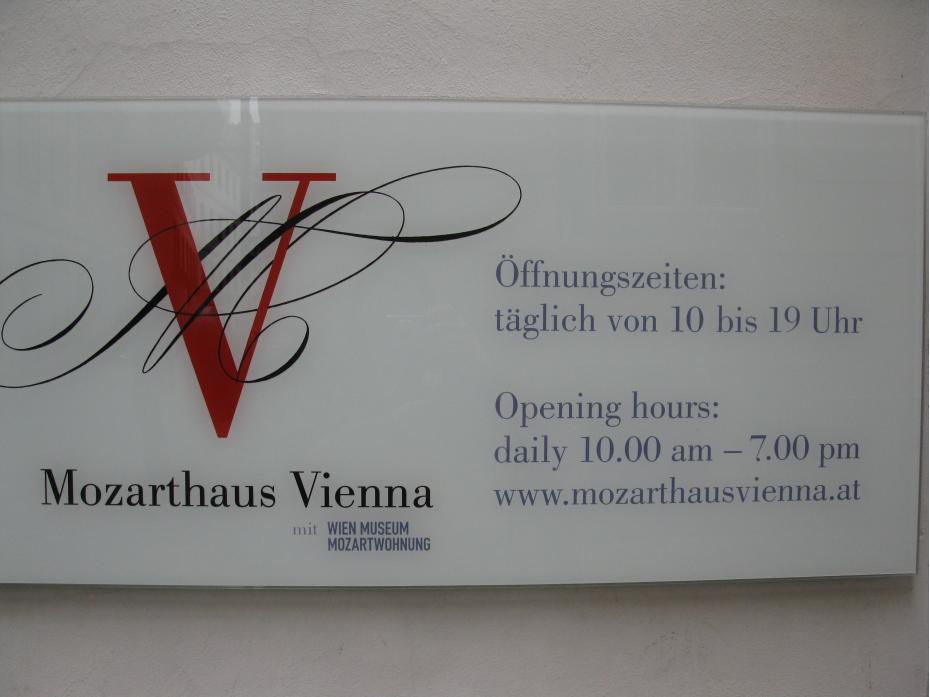 VM
Mozarthaus Vienna
mit WIEN MUSEUM
MOZARTWOHNUNG
Öffnungszeiten:
täglich von 10 bis 19 Uhr
Opening hours:
daily 10.00 am – 7.00 pm
www.mozarthausvienna.at